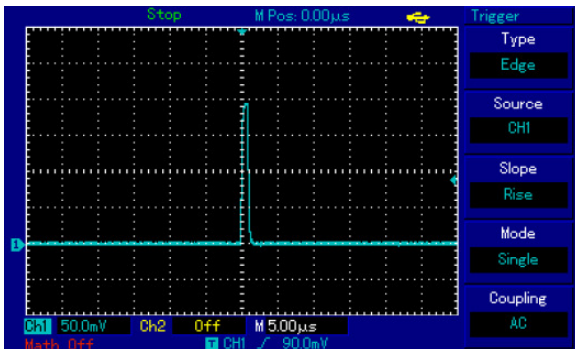 Stop M Pos: 0.00μs Trigger
Type
Edge
Source
CH1
Slope
Rise
Mode
Single
Coupling
AC
1
Ch1 50.0mV Ch2 Off M 5.00μs
Math Off T CH1 90.0mV